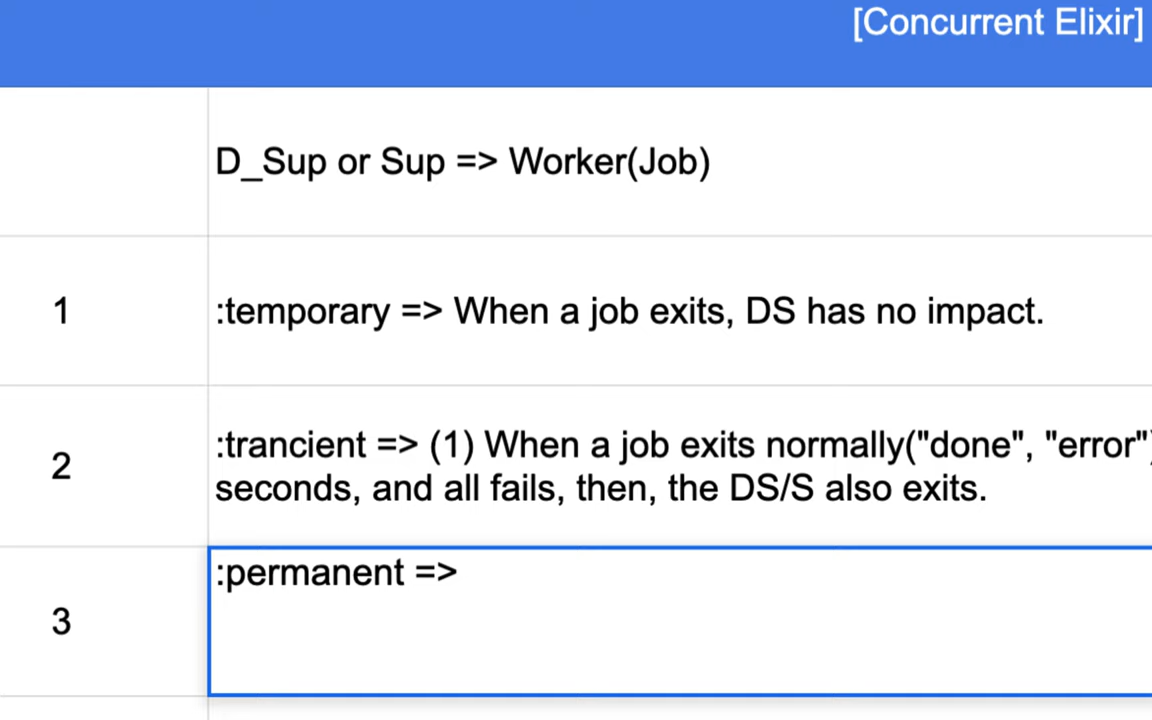 [Concurrent Elixir]
D_Sup or Sup => Worker(Job)
1
:temporary => When a job exits, DS has no impact.
2
:trancient => (1) When a job exits normally("done", "error")
seconds, and all fails, then, the DS/S also exits.
3
:permanent =>